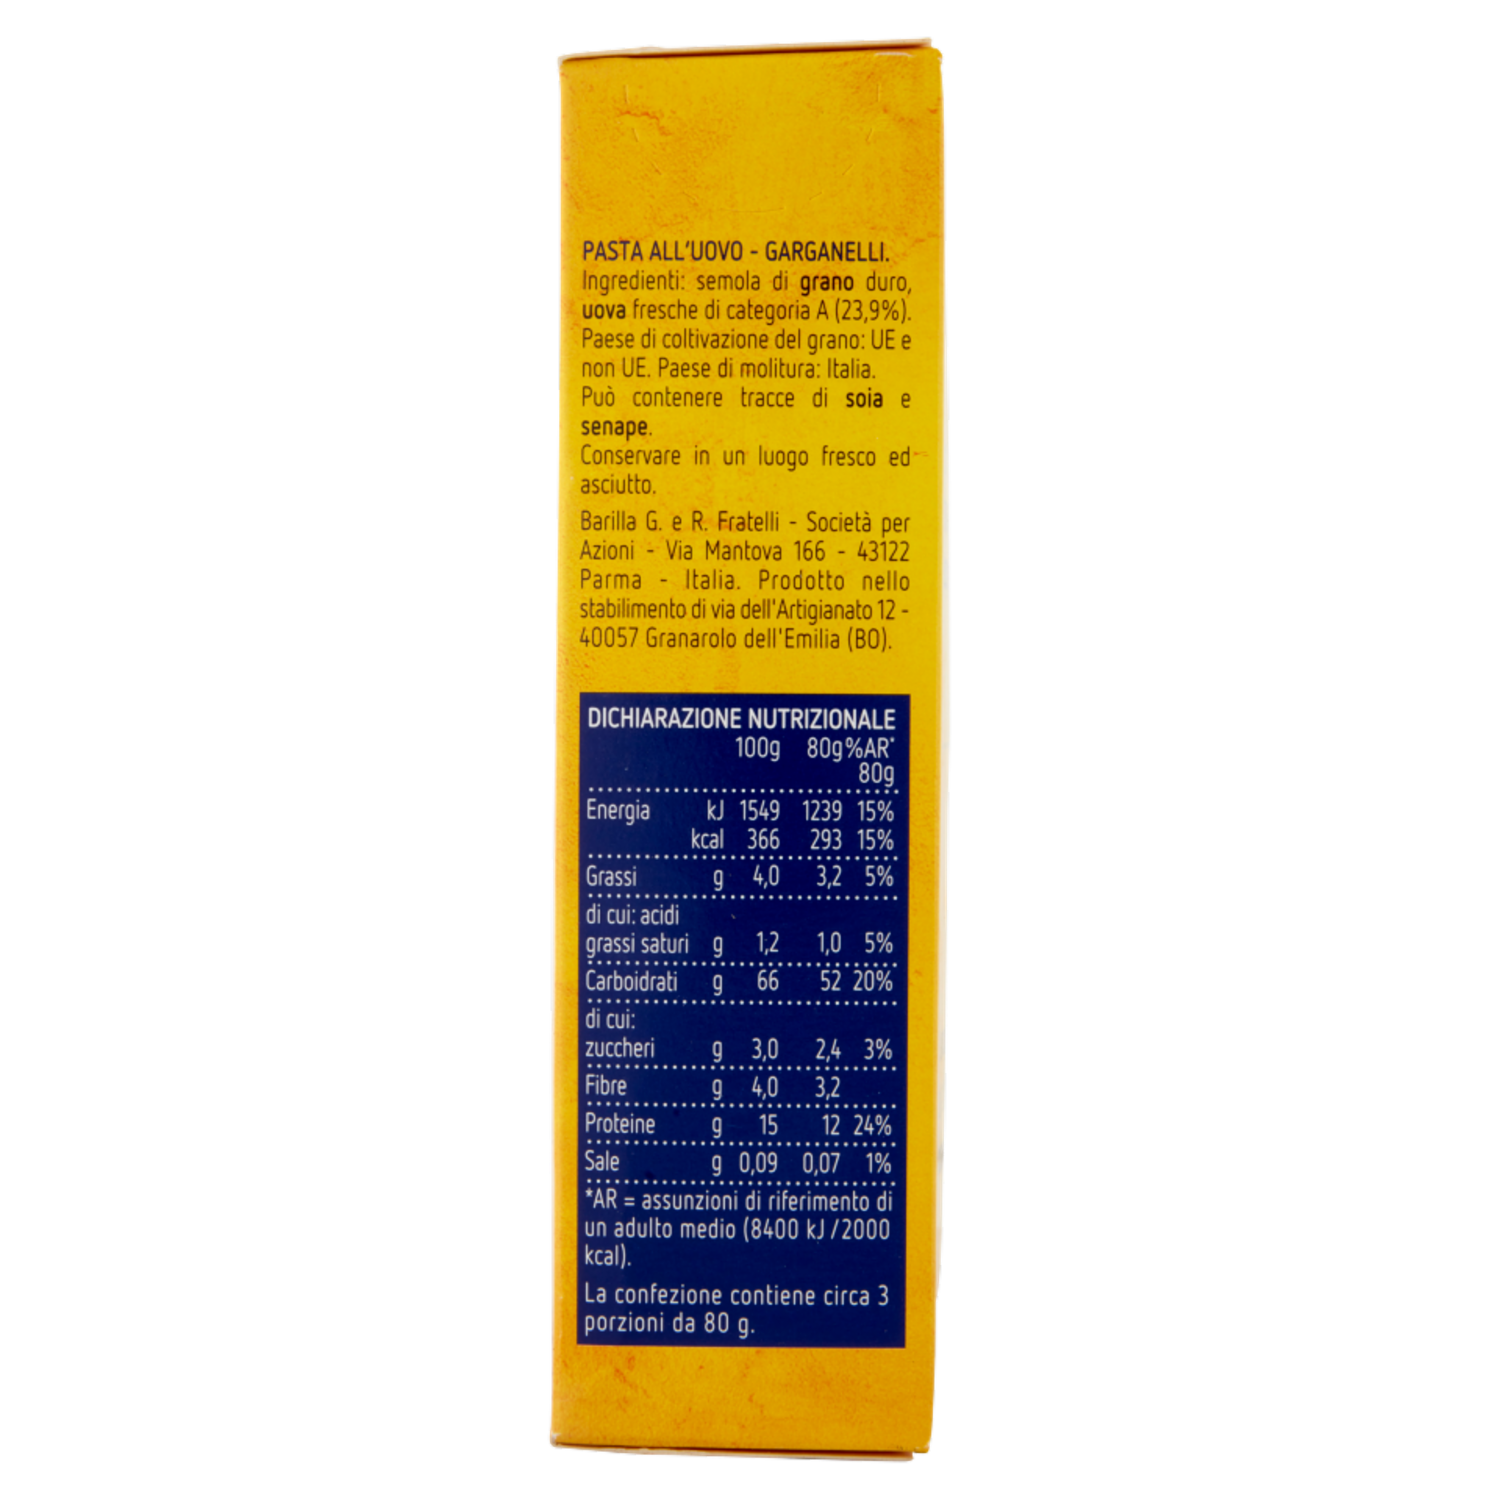 PASTA ALL'UOVO - GARGANELLI.
Ingredienti: semola di grano duro,
uova fresche di categoria A (23,9%).
Paese di coltivazione del grano: UE e
non UE. Paese di molitura: Italia.
Può contenere tracce di soia e
senape.
Conservare in un luogo fresco ed
asciutto.
Barilla G. e R. Fratelli - Società per
Azioni - Via Mantova 166 - 43122
Parma - Italia. Prodotto nello
stabilimento di via dell'Artigianato 12 -
40057 Granarolo dell'Emilia (BO).
DICHIARAZIONE NUTRIZIONALE
100g 80g %AR*
80g
Energia kJ 1549 1239 15%
kcal 366 293 15%
Grassi g 4,0 3,2 5%
di cui: acidi
grassi saturi g 1,2 1,0 5%
Carboidrati g 66 52 20%
di cui:
zuccheri g 3,0 2,4 3%
Fibre g 4,0 3,2
Proteine g 15 12 24%
Sale g 0,09 0,07 1%
*AR = assunzioni di riferimento di
un adulto medio (8400 kJ/2000
kcal).
La confezione contiene circa 3
porzioni da 80 g.